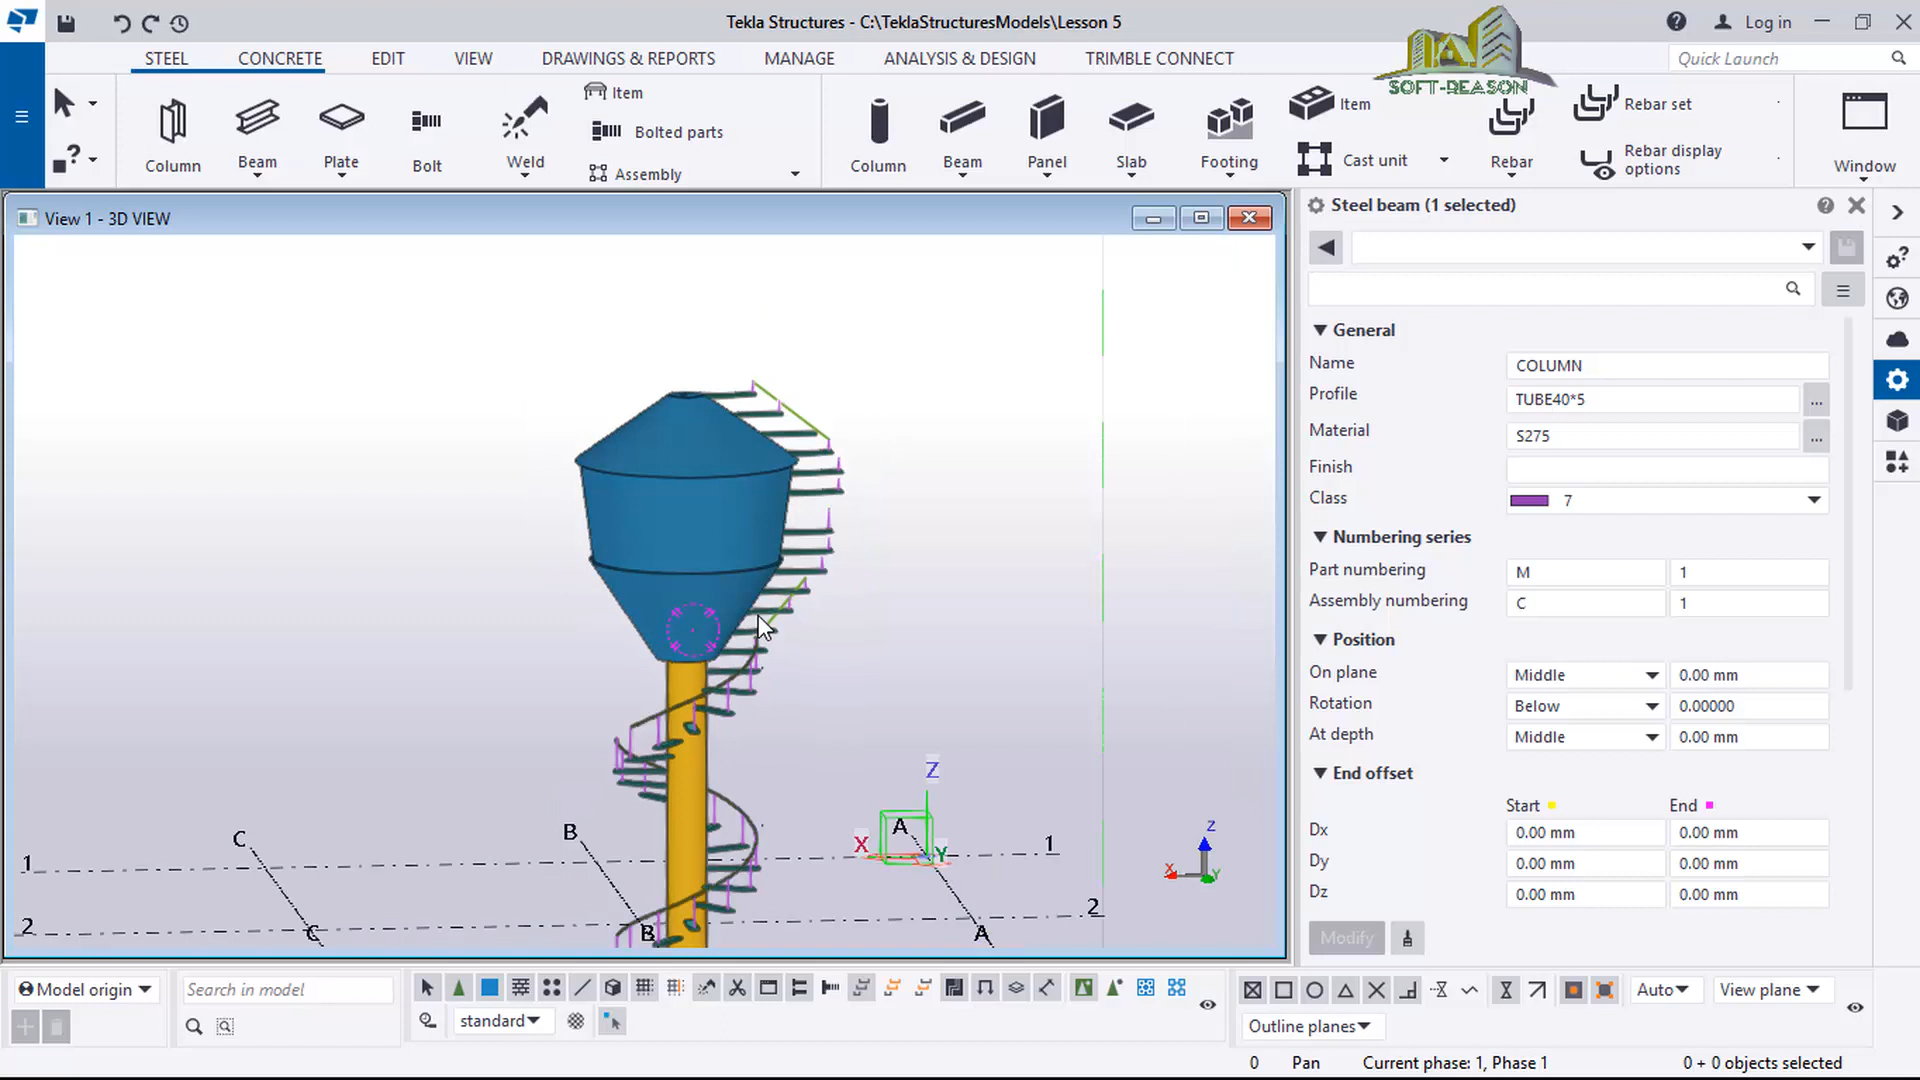 Tekla Structures - C:\TeklaStructuresModels\Lesson 5
Log in
STEEL
CONCRETE
EDIT
VIEW
DRAWINGS & REPORTS
MANAGE
ANALYSIS & DESIGN
TRIMBLE CONNECT
Quick Launch
SOFT-REASON
Column
Beam
Plate
Bolt
Weld
Item
Bolted parts
Assembly
Column
Beam
Panel
Slab
Footing
Item
Cast unit
Rebar
Rebar set
Rebar display
options
Window
View 1 - 3D VIEW
Steel beam (1 selected)
General
Name
COLUMN
Profile
TUBE40*5
...
Material
S275
...
Finish
Class
7
Numbering series
Part numbering
M
1
Assembly numbering
C
1
Position
On plane
Middle
0.00 mm
Rotation
Below
0.00000
At depth
Middle
0.00 mm
End offset
Start
End
Dx
0.00 mm
0.00 mm
Dy
0.00 mm
0.00 mm
Dz
0.00 mm
0.00 mm
Modify
Z
X
Y
Z
X
Y
C
B
A
1
1
2
2
C
B
A
Model origin
Search in model
standard
Auto
View plane
Outline planes
0
Pan
Current phase: 1, Phase 1
0 + 0 objects selected